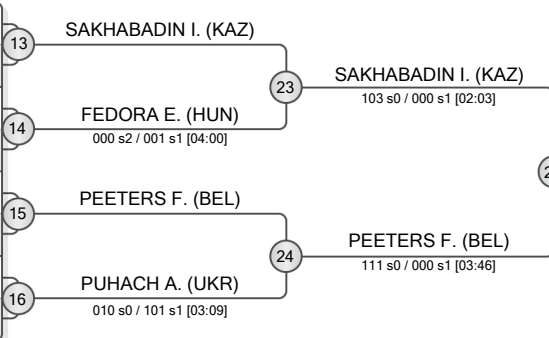 SAKHABADIN I. (KAZ)
13
23
SAKHABADIN I. (KAZ)
103 s0 / 000 s1 [02:03]
14
FEDORA E. (HUN)
000 s2 / 001 s1 [04:00]
PEETERS F. (BEL)
15
24
PEETERS F. (BEL)
111 s0 / 000 s1 [03:46]
16
PUHACH A. (UKR)
010 s0 / 101 s1 [03:09]